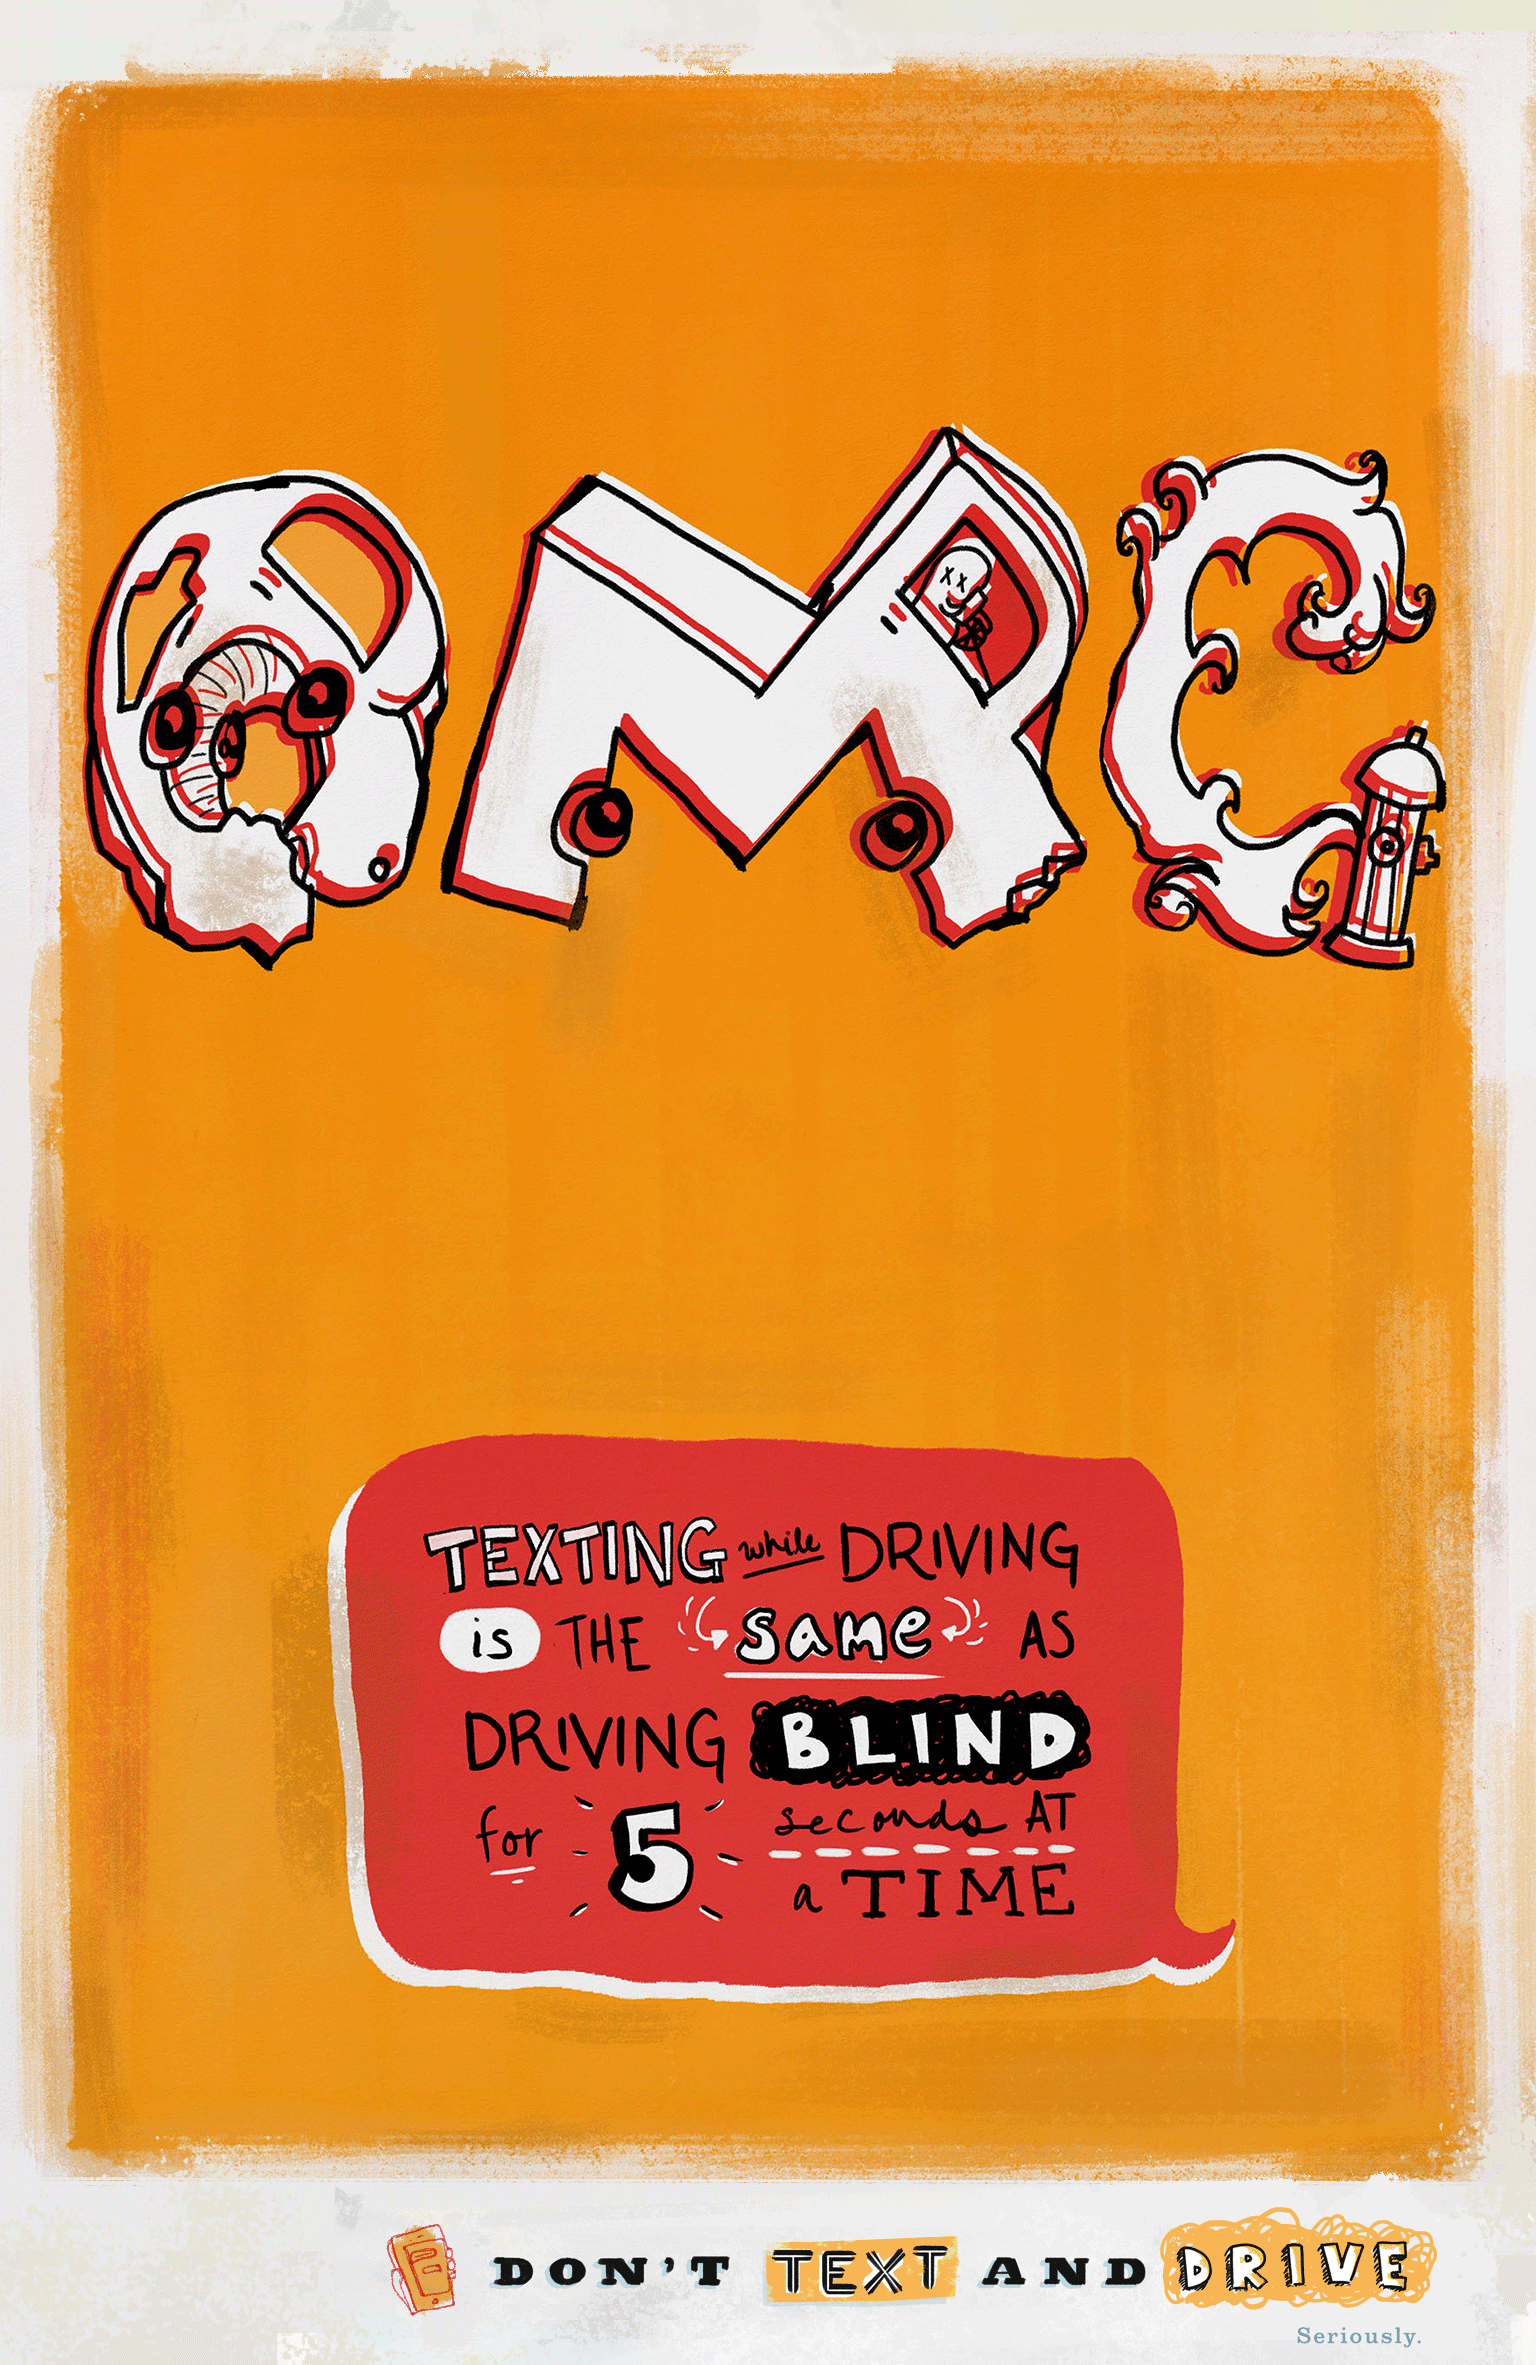 OMG
TEXTING while DRIVING
is THE same AS
DRIVING BLIND
for 5 seconds AT
a TIME
DON'T TEXT AND DRIVE
Seriously.